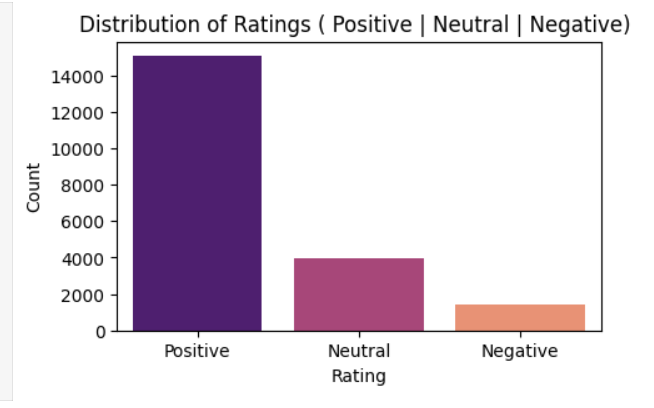 Distribution of Ratings ( Positive | Neutral | Negative)
14000
12000
10000
8000
6000
4000
2000
0
Count
Positive Neutral Negative
Rating